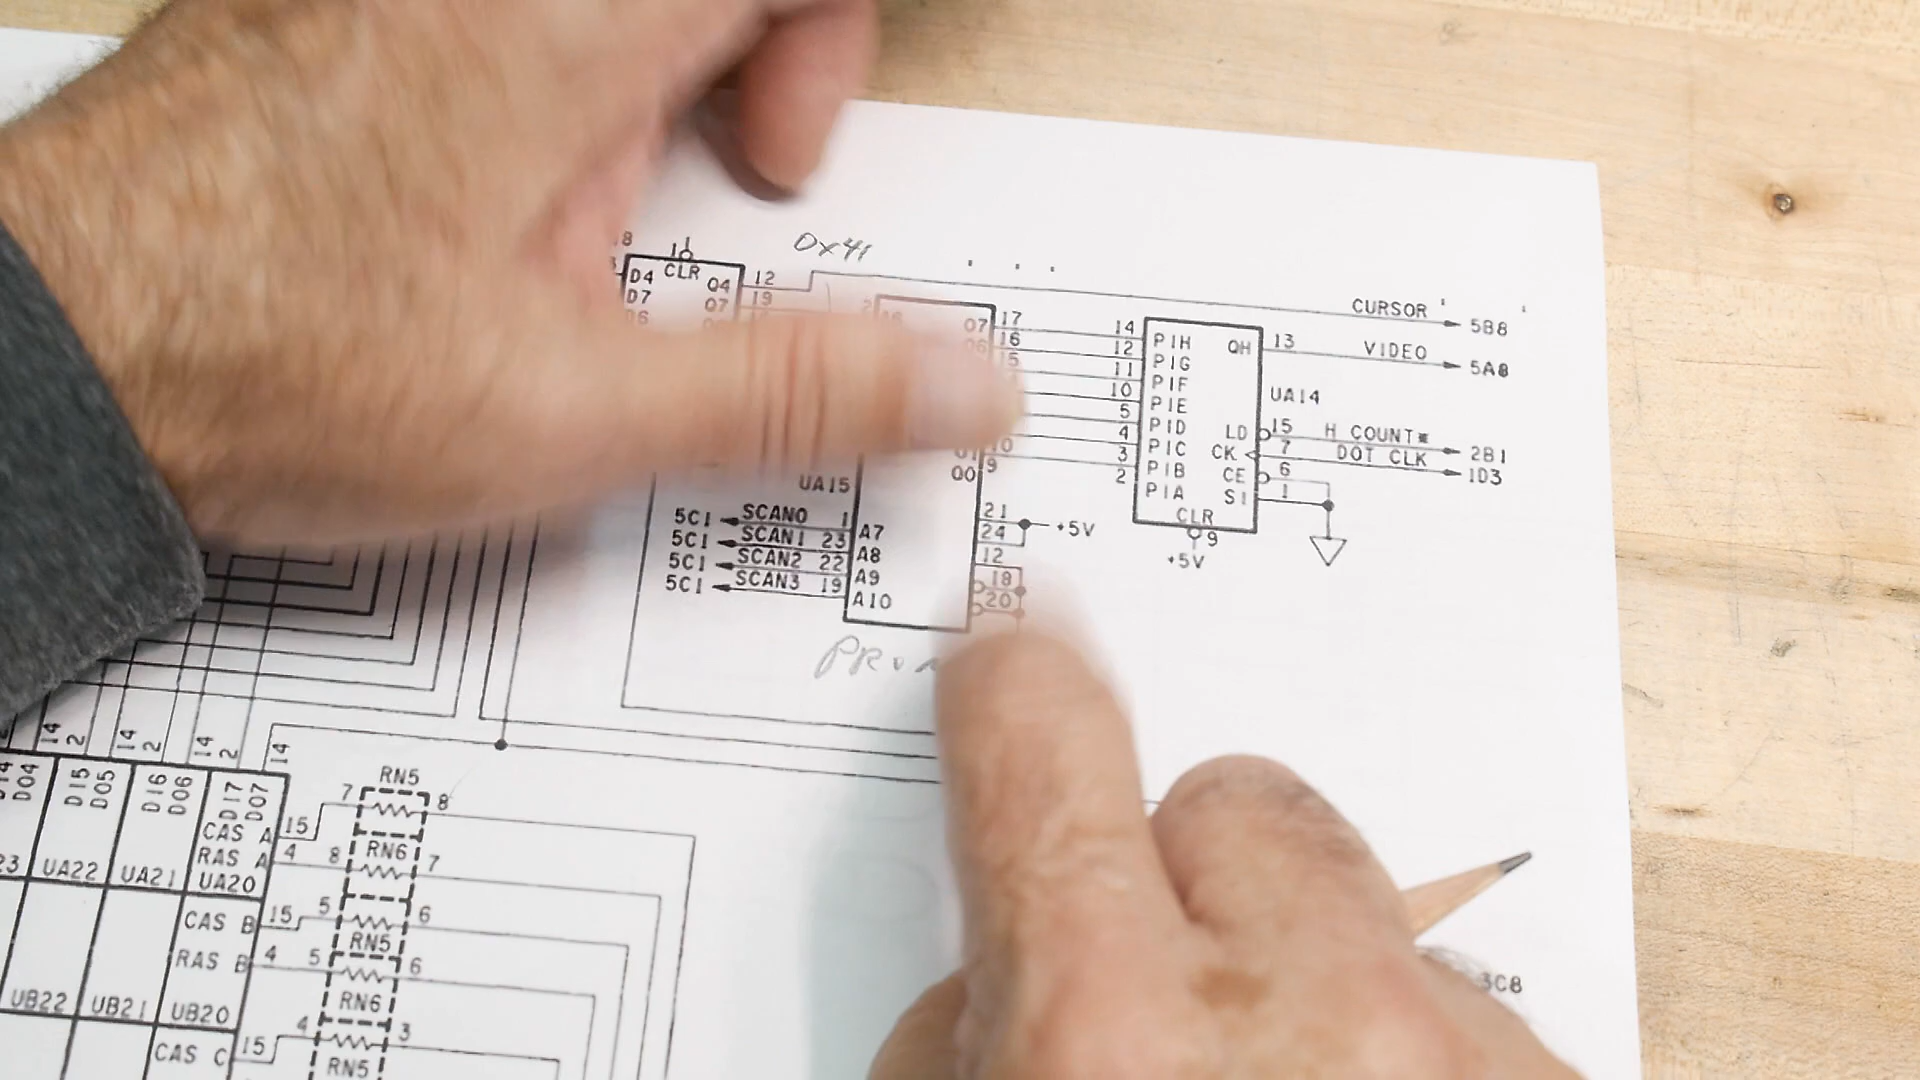 0x41
8
1
CLR
D4
Q4
12
D7
Q7
19
CURSOR
5B8
Q7
17
14
PIH
QH
13
VIDEO
5A8
16
12
PIG
15
11
PIF
UA14
10
PIE
5
PID
LD
15
H COUNT*
2B1
4
PIC
CK
7
DOT CLK
1D3
10
3
PIB
CE
6
Q0
9
2
PIA
SI
1
CLR
9
+5V
UA15
5C1
SCAN0
1
A7
21
+5V
5C1
SCAN1
23
A8
24
5C1
SCAN2
22
A9
12
5C1
SCAN3
19
A10
18
20
14
2
14
2
14
2
14
D04
D15
D05
D16
D06
D17
D07
RN5
7
8
CAS A
15
RAS A
4
8
RN6
7
23
UA22
UA21
UA20
CAS B
15
5
6
RN5
RAS B
4
5
6
UB22
UB21
UB20
RN6
CAS C
15
4
3
RN5
3C8